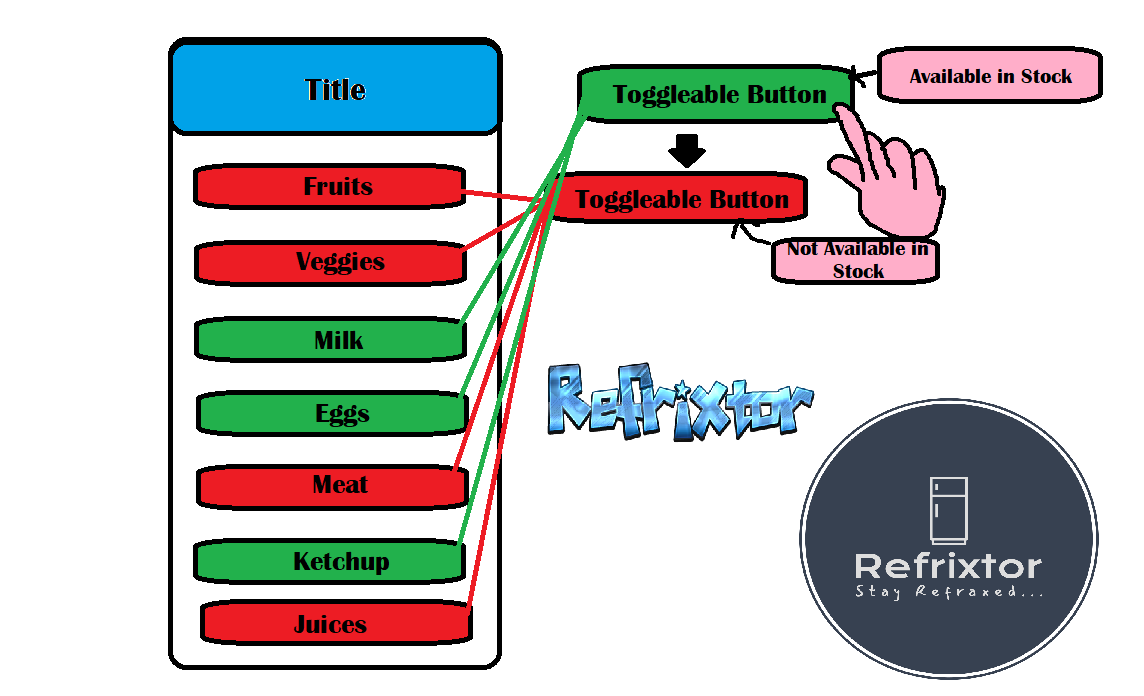 Title
Fruits
Veggies
Milk
Eggs
Meat
Ketchup
Juices
Toggleable Button
Available in Stock
Toggleable Button
Not Available in
Stock
Refrixtor
Refrixtor
Stay Refraxed...